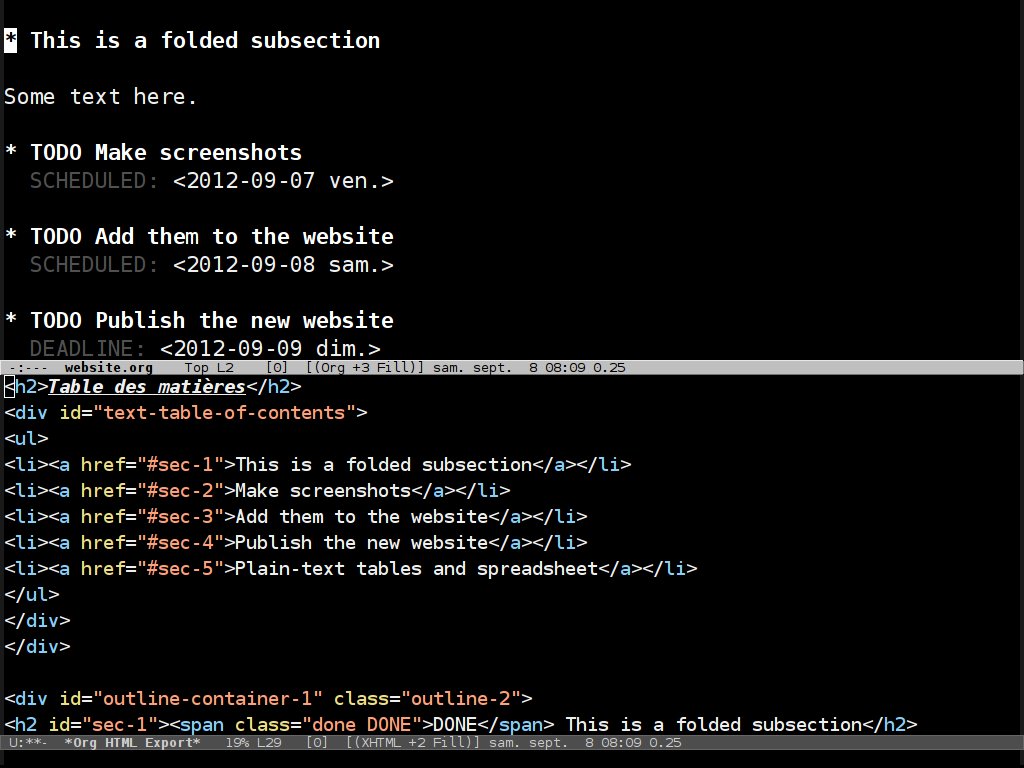 * This is a folded subsection
Some text here.
* TODO Make screenshots
SCHEDULED: <2012-09-07 ven.>
* TODO Add them to the website
SCHEDULED: <2012-09-08 sam.>
* TODO Publish the new website
DEADLINE: <2012-09-09 dim.>
-:--- website.org Top L2 [0] [(Org +3 Fill)] sam. sept. 8 08:09 0.25
<h2>Table des matières</h2>
<div id="text-table-of-contents">
<ul>
<li><a href="#sec-1">This is a folded subsection</a></li>
<li><a href="#sec-2">Make screenshots</a></li>
<li><a href="#sec-3">Add them to the website</a></li>
<li><a href="#sec-4">Publish the new website</a></li>
<li><a href="#sec-5">Plain-text tables and spreadsheet</a></li>
</ul>
</div>
</div>
<div id="outline-container-1" class="outline-2">
<h2 id="sec-1"><span class="done DONE">DONE</span> This is a folded subsection</h2>
U:**- *Org HTML Export* 19% L29 [0] [(XHTML +2 Fill)] sam. sept. 8 08:09 0.25